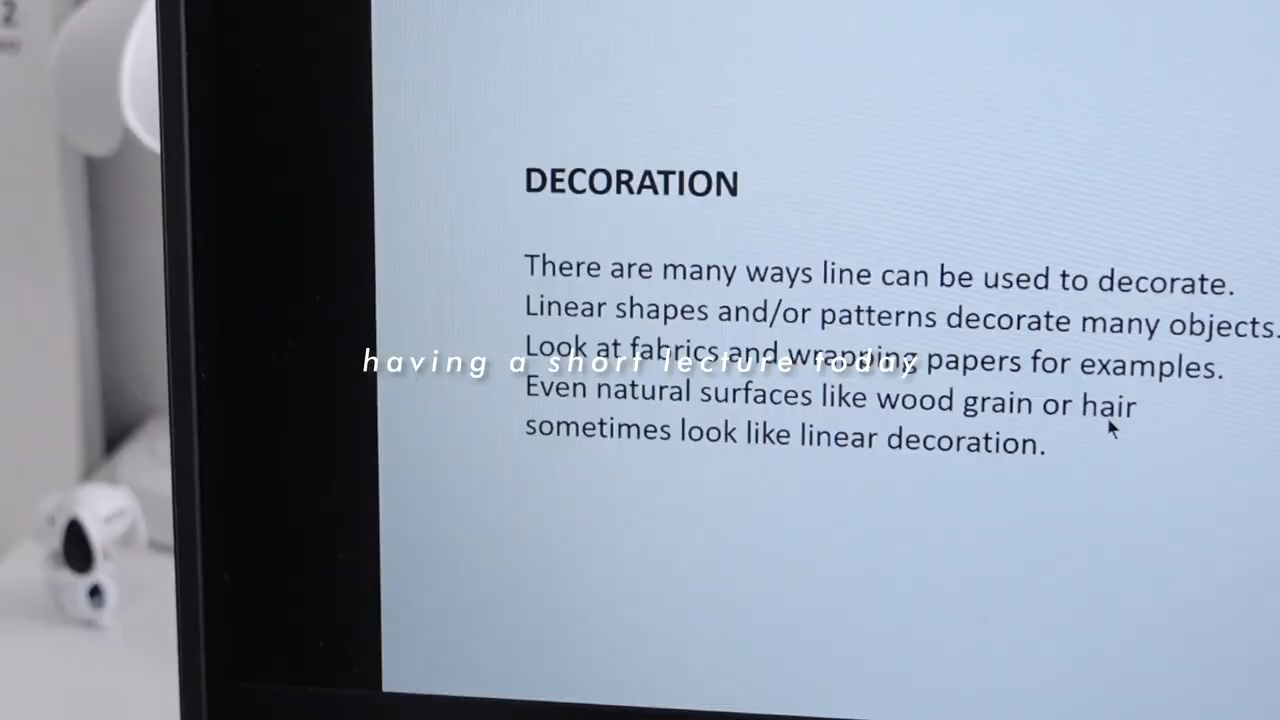 2
DECORATION
There are many ways line can be used to decorate.
Linear shapes and/or patterns decorate many objects.
Look at fabrics and wrapping papers for examples.
having a short lecture today
Even natural surfaces like wood grain or hair
sometimes look like linear decoration.